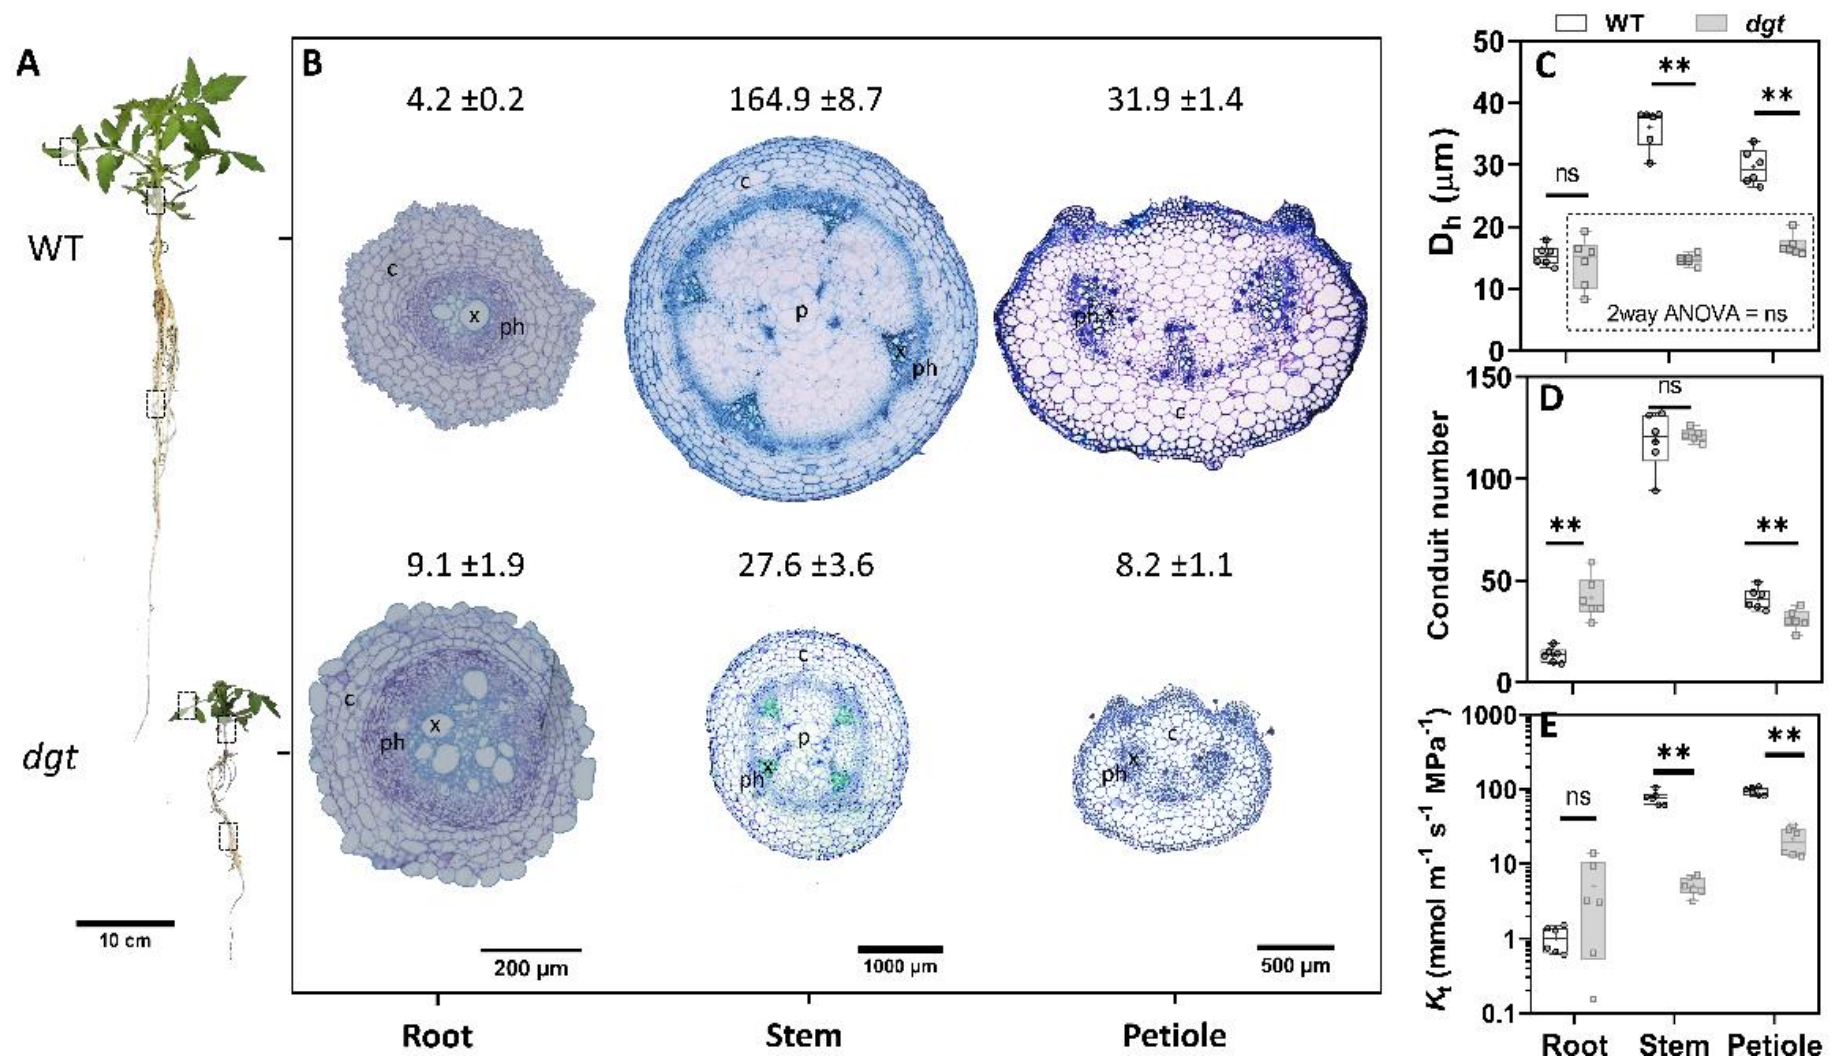 A
WT
dgt
10 cm
B
4.2 ±0.2
164.9 ±8.7
31.9 ±1.4
c
x
ph
c
p
x
ph
ph
x
c
9.1 ±1.9
27.6 ±3.6
8.2 ±1.1
c
x
ph
c
p
x
ph
c
x
ph
200 µm
1000 µm
500 µm
Root
Stem
Petiole
WT
dgt
C
Dh (µm)
50
40
30
20
10
0
ns
**
**
2way ANOVA = ns
D
Conduit number
150
100
50
0
**
ns
**
E
Kt (mmol m-1 s-1 MPa-1)
1000
100
10
1
0.1
ns
**
**
Root
Stem
Petiole